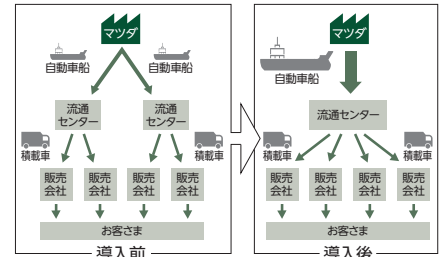 マツダ
自動車船
自動車船
流通
センター
流通
センター
積載車
積載車
販売
会社
販売
会社
販売
会社
販売
会社
お客さま
導入前
マツダ
自動車船
流通センター
積載車
積載車
販売
会社
販売
会社
販売
会社
販売
会社
お客さま
導入後